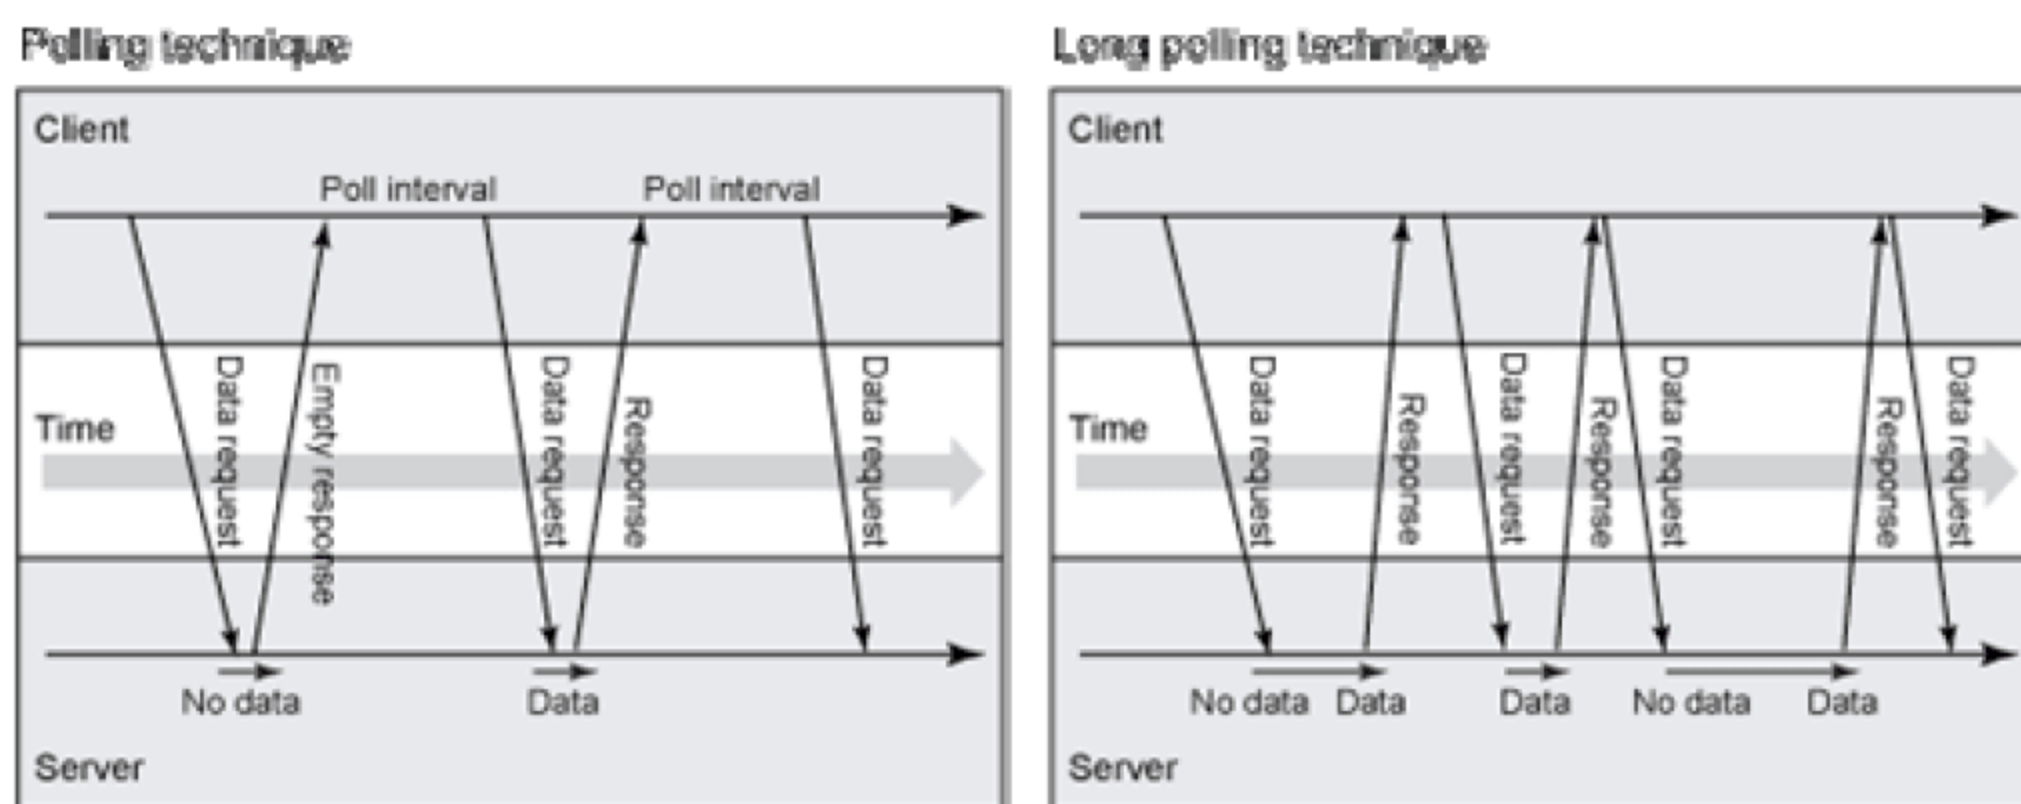 Polling technique
Client
Poll interval
Poll interval
Data request
Empty response
Data request
Response
Data request
Time
No data
Data
Server
Long polling technique
Client
Data request
Response
Data request
Response
Data request
Response
Data request
Time
No data
Data
Data
No data
Data
Server